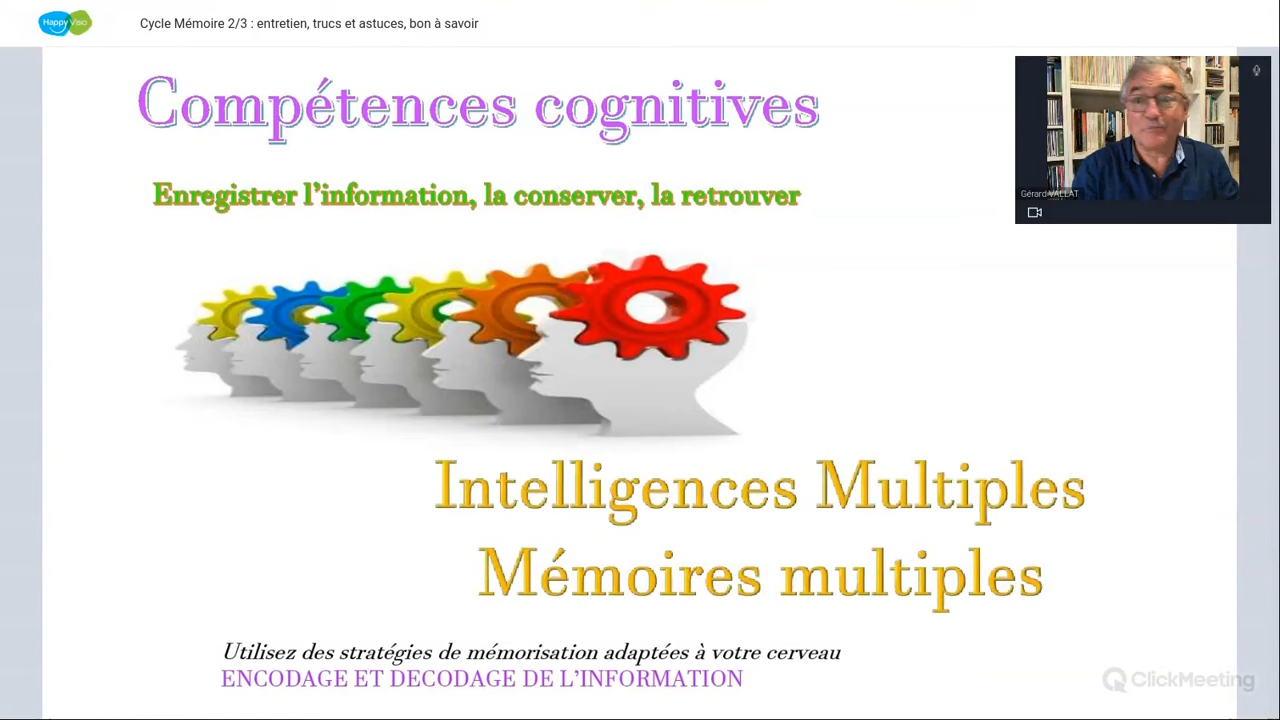 Happy Visio
Cycle Mémoire 2/3 : entretien, trucs et astuces, bon à savoir
Compétences cognitives
Enregistrer l'information, la conserver, la retrouver
Gérard VALLAT
Intelligences Multiples
Mémoires multiples
Utilisez des stratégies de mémorisation adaptées à votre cerveau
ENCODAGE ET DECODAGE DE L'INFORMATION
ClickMeeting